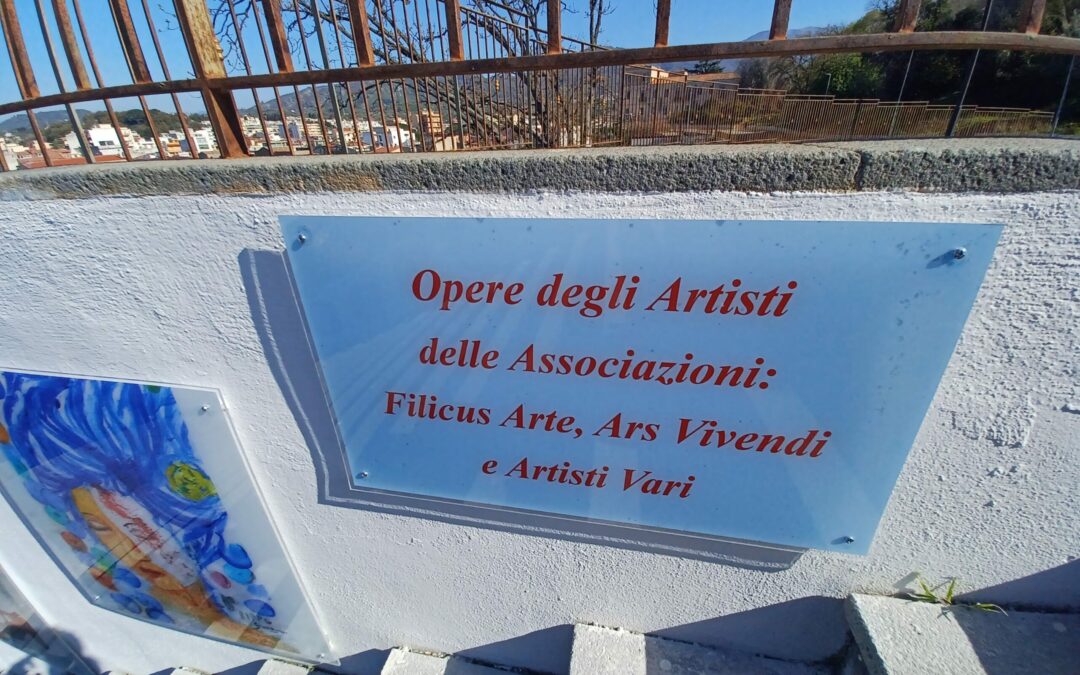 Opere degli Artisti
delle Associazioni:
Filicus Arte, Ars Vivendi
e Artisti Vari